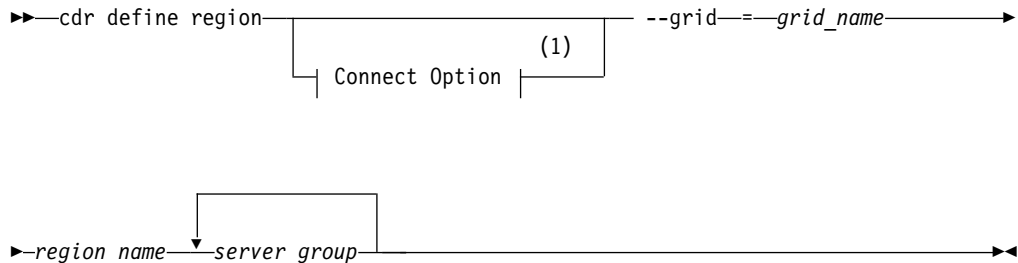 cdr define region --grid = grid_name
(1)
Connect Option
region name server group